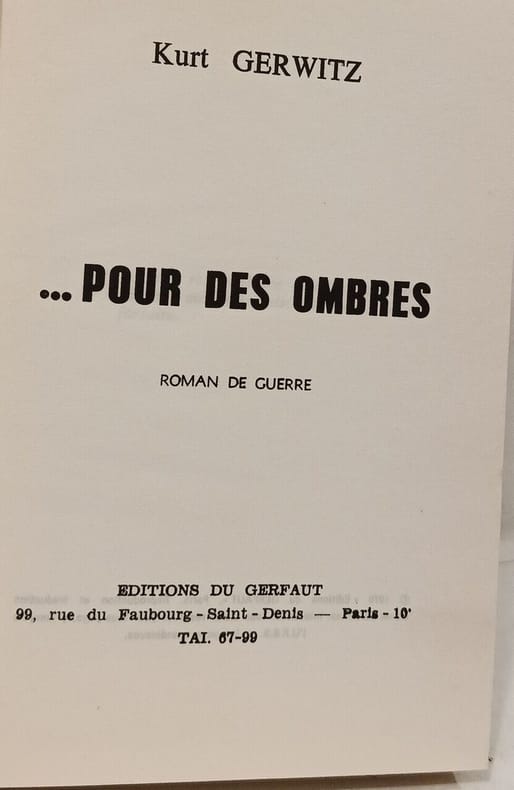 Kurt GERWITZ
...POUR DES OMBRES
ROMAN DE GUERRE
EDITIONS DU GERFAUT
99, rue du Faubourg - Saint - Denis — Paris - 10e
TAI. 67-99